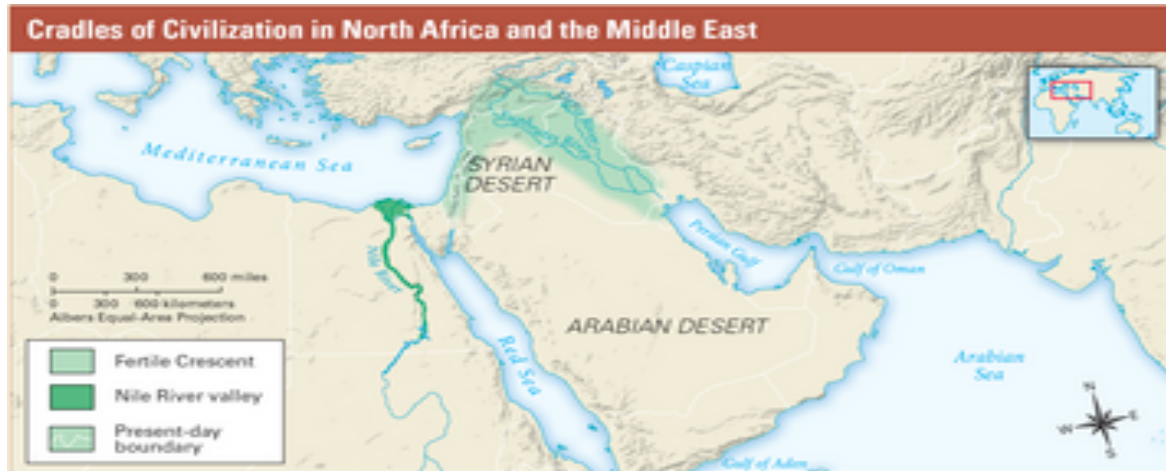 Cradles of Civilization in North Africa and the Middle East
Caspian
Sea
Mediterranean Sea
SYRIAN
DESERT
Nile River
Persian Gulf
Gulf of Oman
0 300 600 miles
0 300 600 kilometers
Albers Equal-Area Projection
ARABIAN DESERT
Red Sea
Arabian
Sea
Fertile Crescent
Nile River valley
Present-day
boundary
N
W
E
S
Gulf of Aden